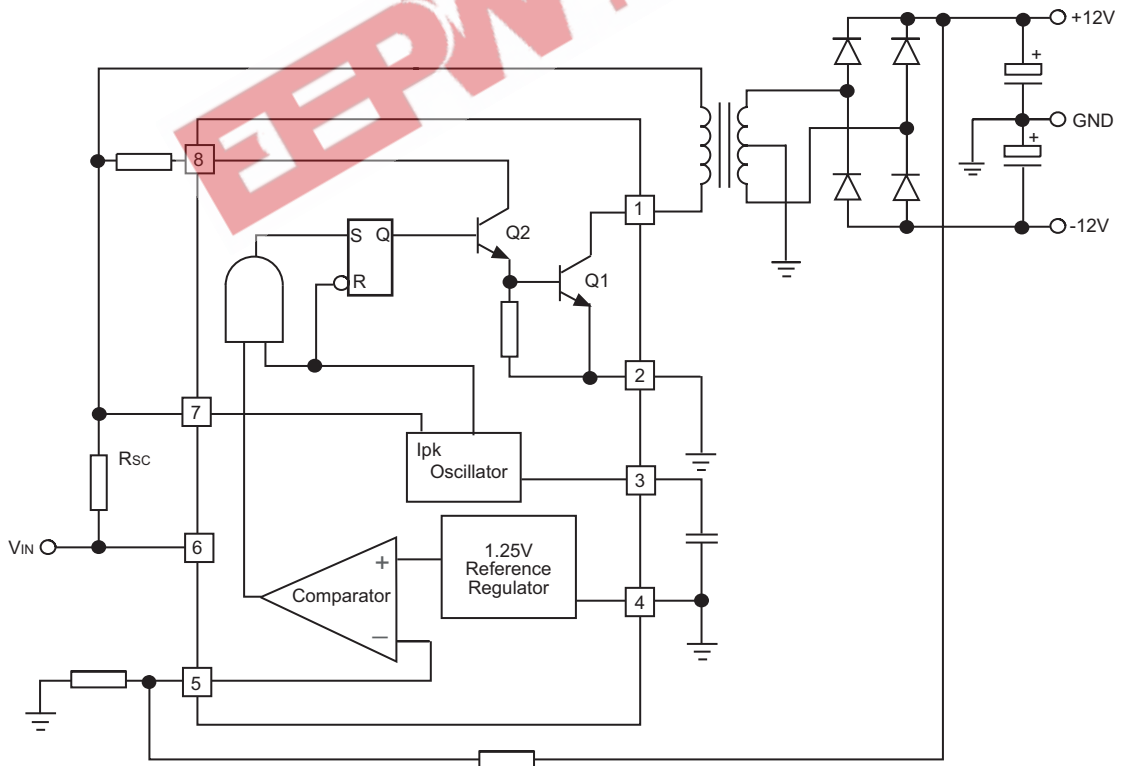 EEPW
+12V
+
GND
+
-12V
8
1
S Q
R
Q2
Q1
2
7
Ipk
Oscillator
RSC
3
VIN
6
1.25V
Reference
Regulator
+
Comparator
−
4
5